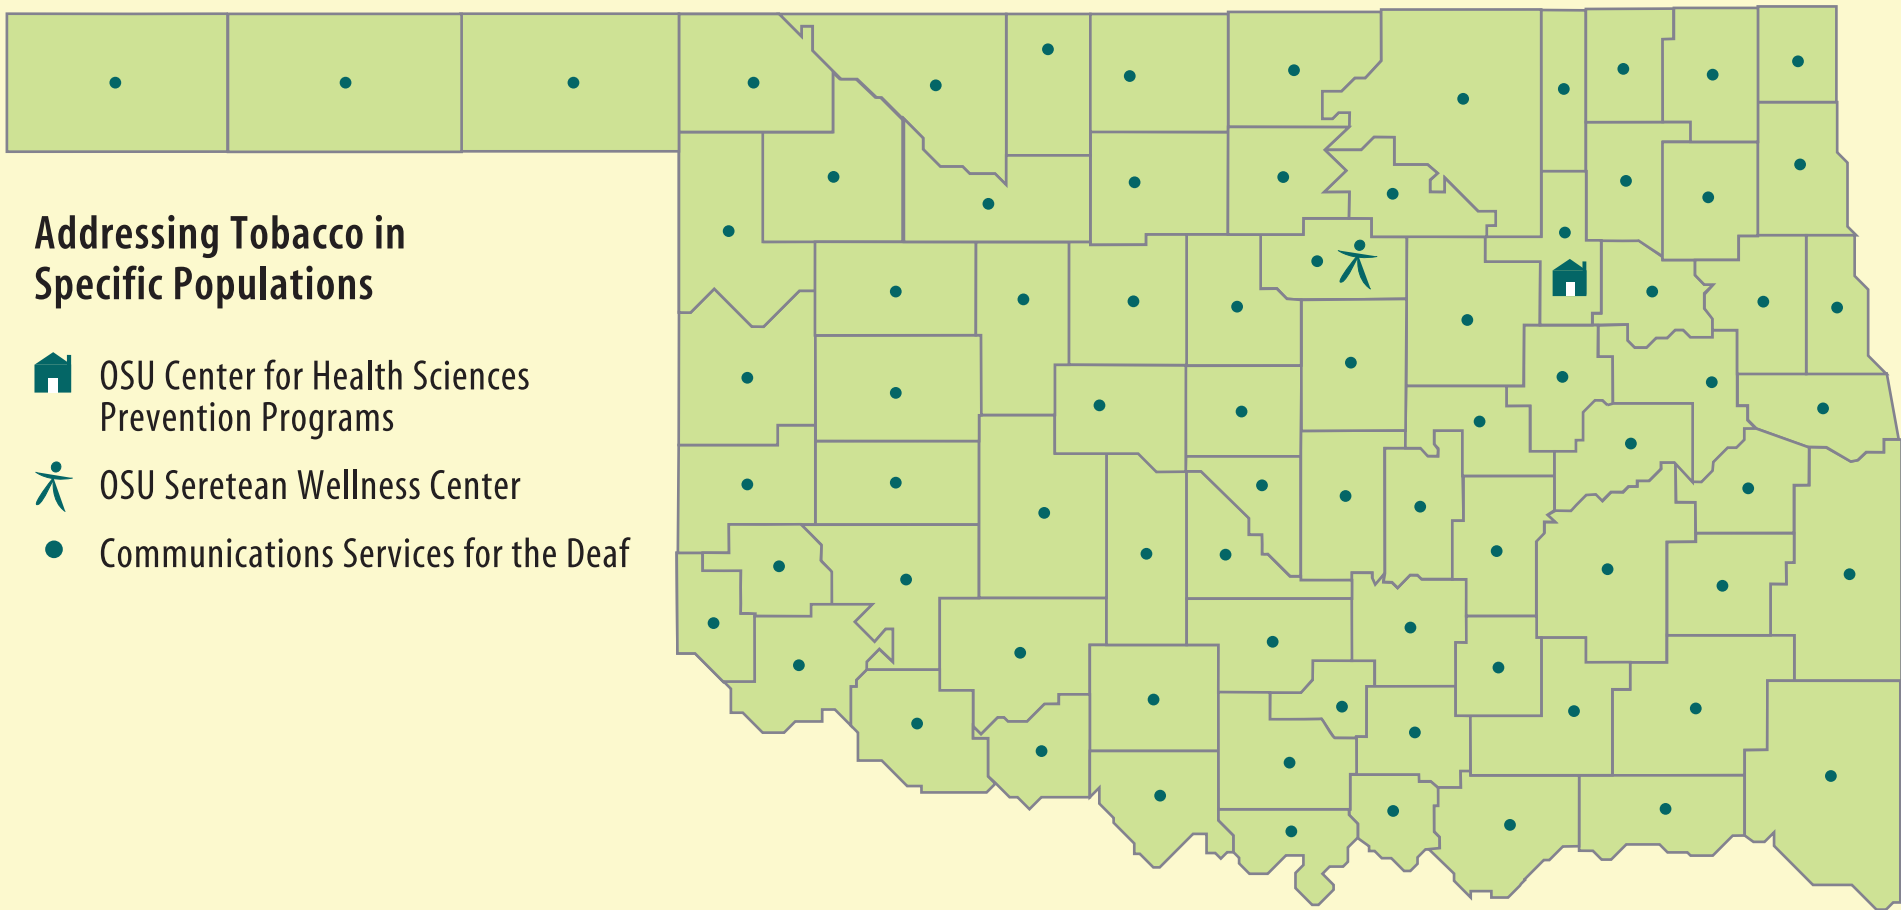 Addressing Tobacco in
Specific Populations
OSU Center for Health Sciences
Prevention Programs
OSU Seretean Wellness Center
Communications Services for the Deaf